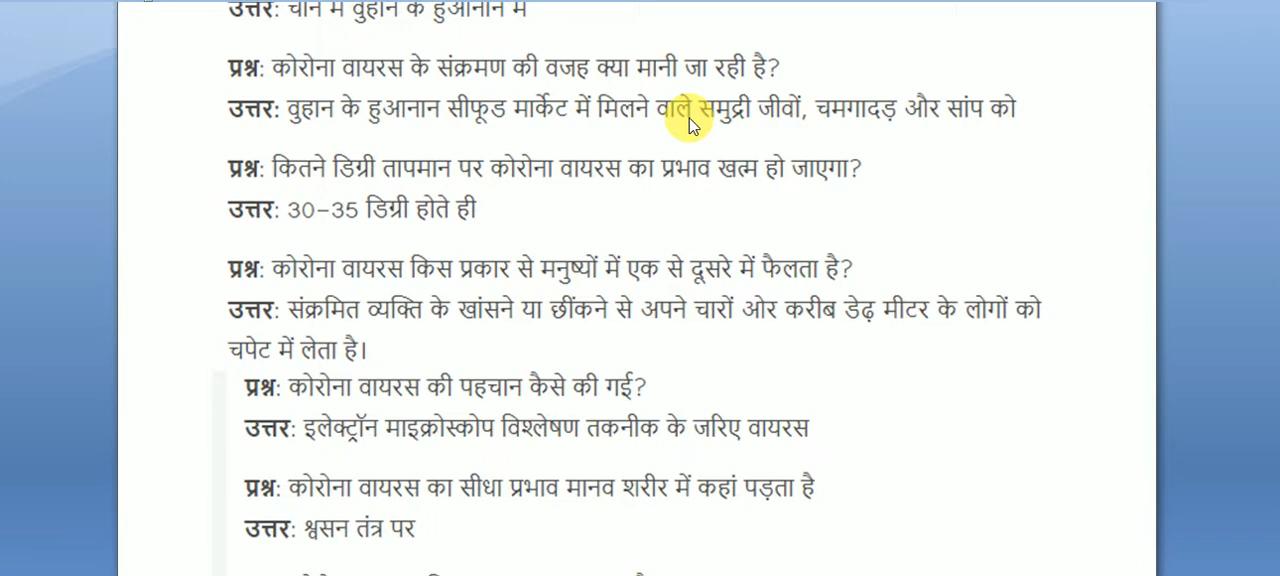 उत्तर: चीन में वुहान के हुआनान में
प्रश्न: कोरोना वायरस के संक्रमण की वजह क्या मानी जा रही है?
उत्तर: वुहान के हुआनान सीफूड मार्केट में मिलने वाले समुद्री जीवों, चमगादड़ और सांप को
प्रश्न: कितने डिग्री तापमान पर कोरोना वायरस का प्रभाव खत्म हो जाएगा?
उत्तर: 30-35 डिग्री होते ही
प्रश्न: कोरोना वायरस किस प्रकार से मनुष्यों में एक से दूसरे में फैलता है?
उत्तर: संक्रमित व्यक्ति के खांसने या छींकने से अपने चारों ओर करीब डेढ़ मीटर के लोगों को
चपेट में लेता है।
प्रश्न: कोरोना वायरस की पहचान कैसे की गई?
उत्तर: इलेक्ट्रॉन माइक्रोस्कोप विश्लेषण तकनीक के जरिए वायरस
प्रश्न: कोरोना वायरस का सीधा प्रभाव मानव शरीर में कहां पड़ता है
उत्तर: श्वसन तंत्र पर